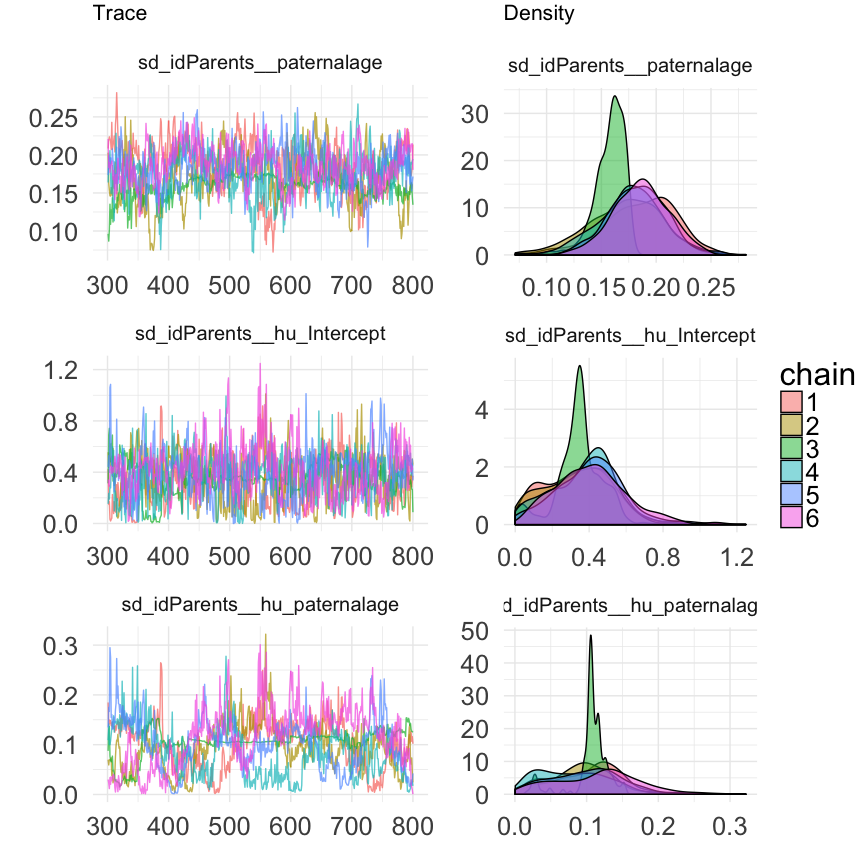 Trace
Density
sd_idParents__paternalage
sd_idParents__paternalage
0.25
0.20
0.15
0.10
300 400 500 600 700 800
30
20
10
0
0.10 0.15 0.20 0.25
sd_idParents__hu_Intercept
sd_idParents__hu_Intercept
1.2
0.8
0.4
0.0
300 400 500 600 700 800
4
2
0
0.0 0.4 0.8 1.2
chain
1
2
3
4
5
6
sd_idParents__hu_paternalage
d_idParents__hu_paternalag
0.3
0.2
0.1
0.0
300 400 500 600 700 800
50
40
30
20
10
0
0.0 0.1 0.2 0.3